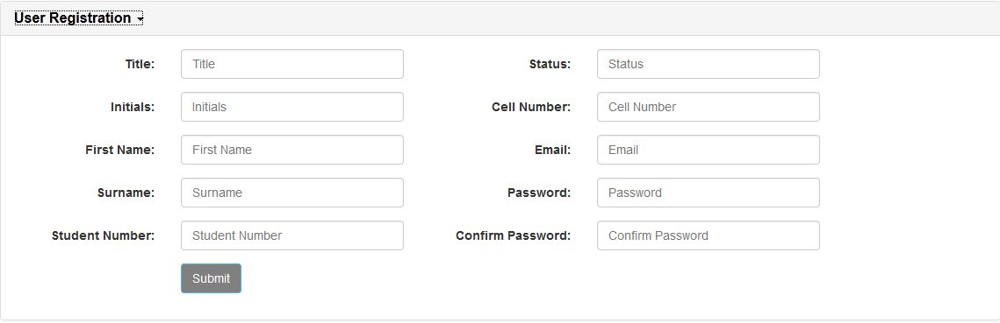 User Registration
Title: Title Status: Status
Initials: Initials Cell Number: Cell Number
First Name: First Name Email: Email
Surname: Surname Password: Password
Student Number: Student Number Confirm Password: Confirm Password
Submit